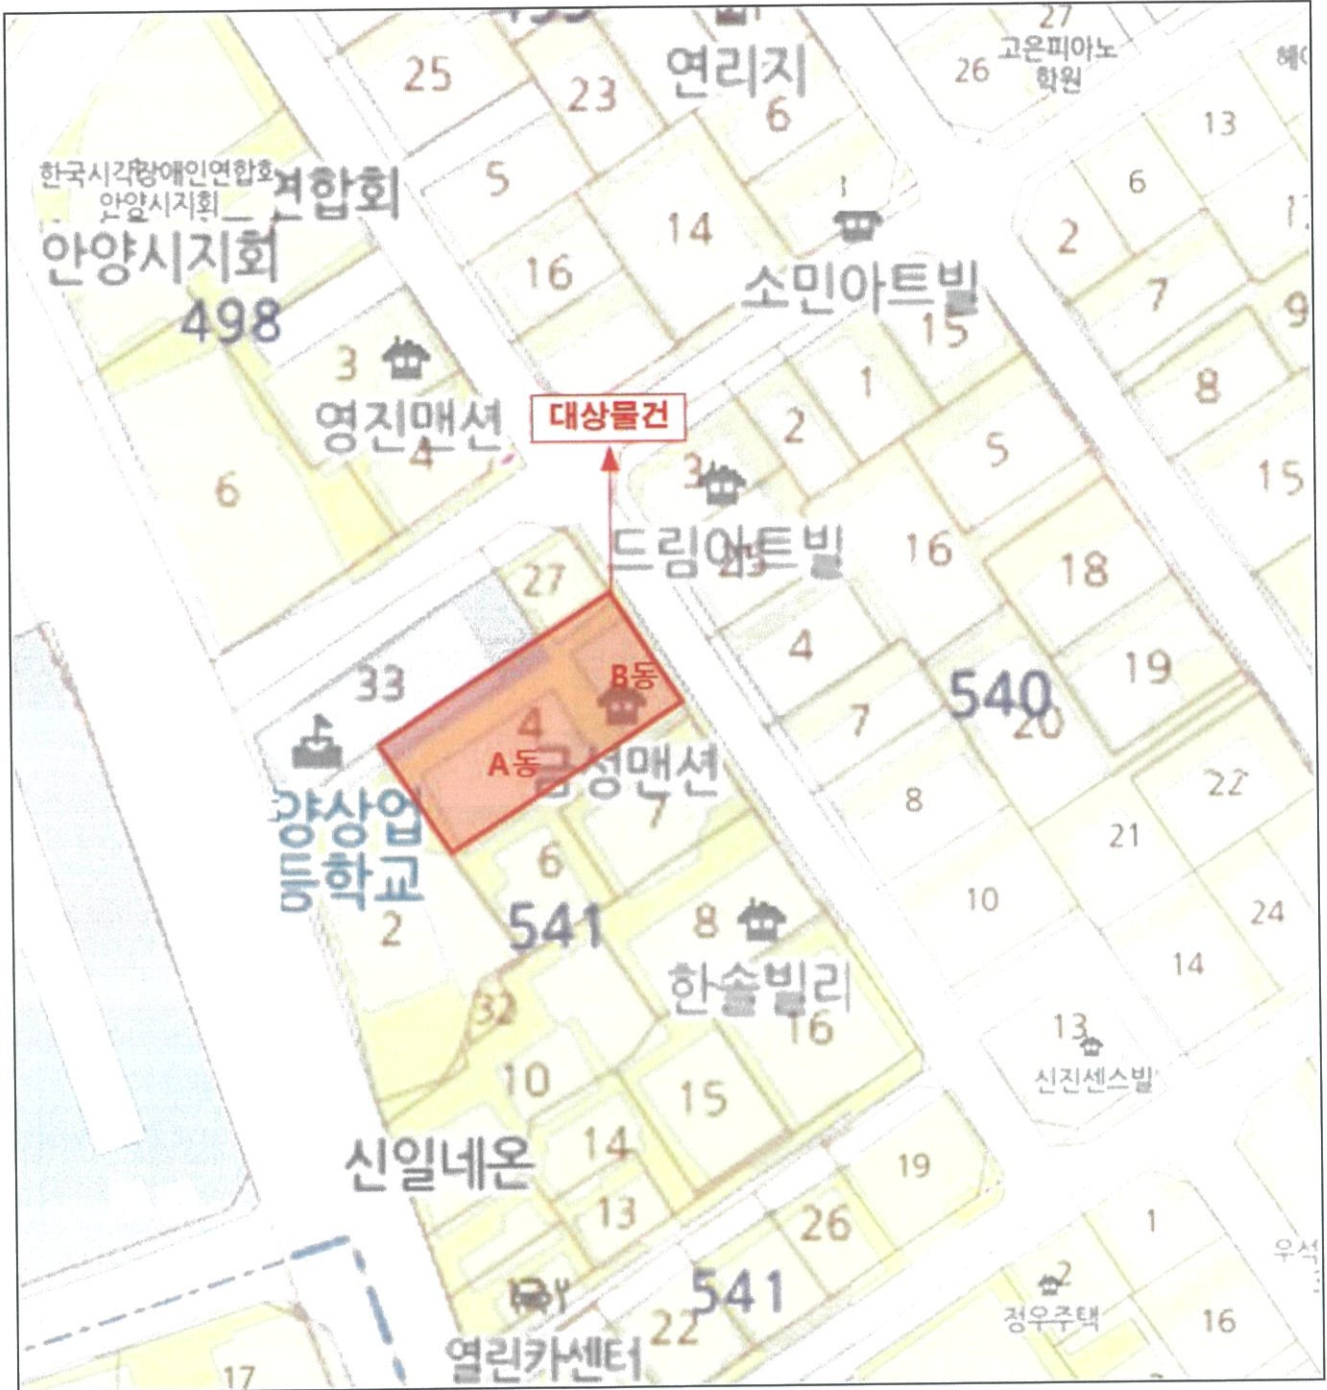 27
고은피아노
학원
26
25
23
연리지
6
13
한국시각장애인연합회
안양시지회
연합회
안양시지회
498
5
14
16
1
소민아트빌
15
6
2
7
9
8
15
3
영진맨션
4
6
대상물건
1
2
3
5
드림아트빌
25
16
18
27
4
19
540
20
7
33
B동
4
A동
금성맨션
7
8
22
21
양상업
등학교
6
541
2
8
한솔빌리
10
24
14
32
16
13
신진센스빌
10
15
14
신일네온
19
13
26
1
우석
2
정우주택
16
541
22
열린카센터
17